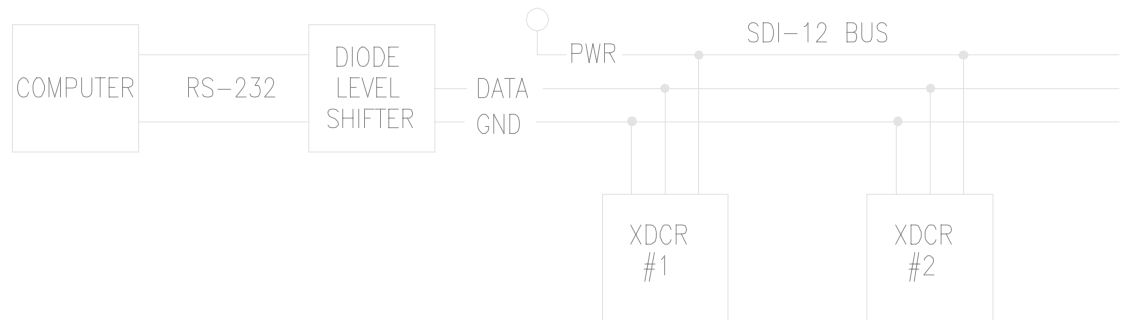 SDI-12 BUS
PWR
COMPUTER
RS-232
DIODE
LEVEL
SHIFTER
DATA
GND
XDCR
#1
XDCR
#2